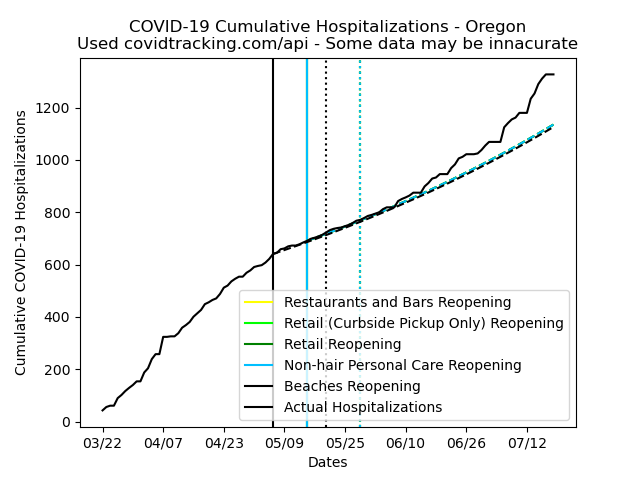 COVID-19 Cumulative Hospitalizations - Oregon
Used covidtracking.com/api - Some data may be innacurate
Cumulative COVID-19 Hospitalizations
1200
1000
800
600
400
200
0
Restaurants and Bars Reopening
Retail (Curbside Pickup Only) Reopening
Retail Reopening
Non-hair Personal Care Reopening
Beaches Reopening
Actual Hospitalizations
03/22 04/07 04/23 05/09 05/25 06/10 06/26 07/12
Dates